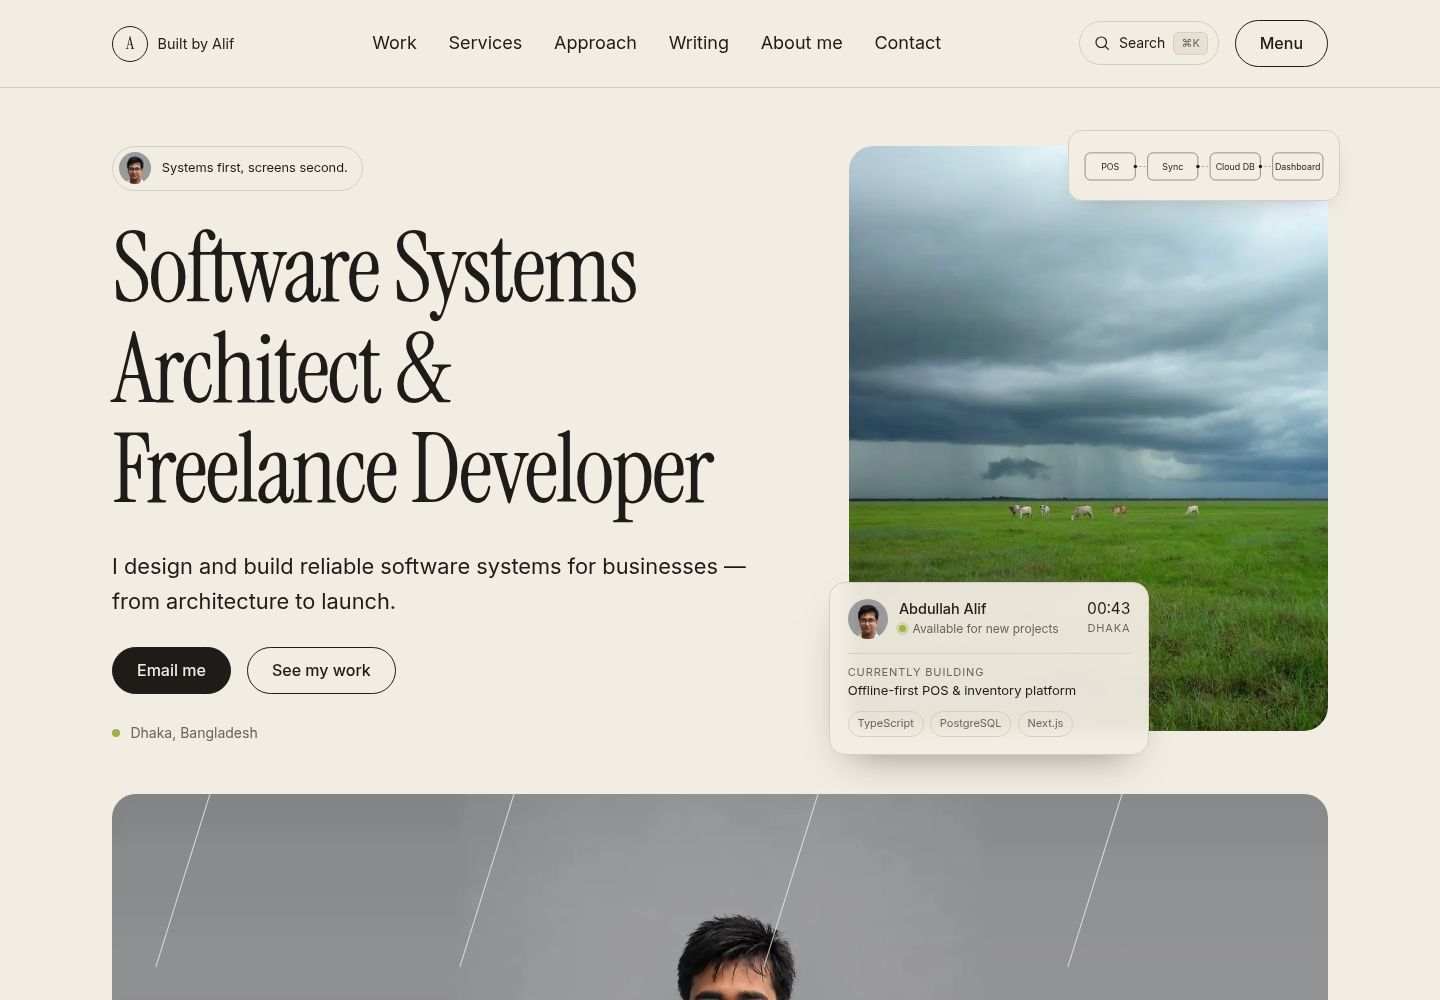 A
Built by Alif
Work
Services
Approach
Writing
About me
Contact
Search
⌘K
Menu
Systems first, screens second.
Software Systems
Architect &
Freelance Developer
I design and build reliable software systems for businesses —
from architecture to launch.
Email me
See my work
Dhaka, Bangladesh
POS
Sync
Cloud DB
Dashboard
Abdullah Alif
00:43
Available for new projects
DHAKA
CURRENTLY BUILDING
Offline-first POS & inventory platform
TypeScript
PostgreSQL
Next.js